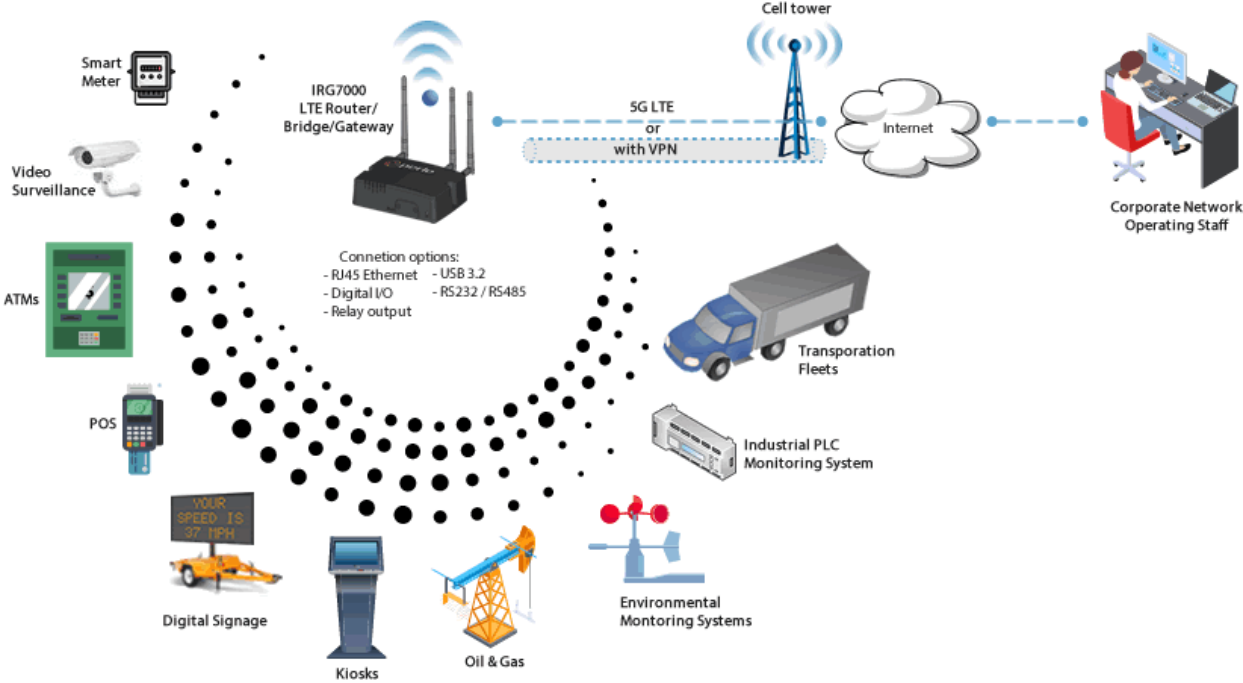 Cell tower
Smart
Meter
IRG7000
LTE Router/
Bridge/Gateway
5G LTE
or
with VPN
Internet
perle
Video
Surveillance
Corporate Network
Operating Staff
Connetion options:
- RJ45 Ethernet
- USB 3.2
- Digital I/O
- RS232 / RS485
- Relay output
ATMs
Transporation
Fleets
POS
Industrial PLC
Monitoring System
YOUR
SPEED IS
37 MPH
Digital Signage
Environmental
Montoring Systems
Oil & Gas
Kiosks